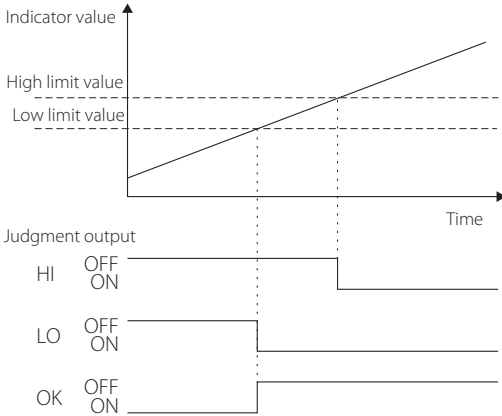 Indicator value
High limit value
Low limit value
Time
Judgment output
HI OFF
ON
LO OFF
ON
OK OFF
ON